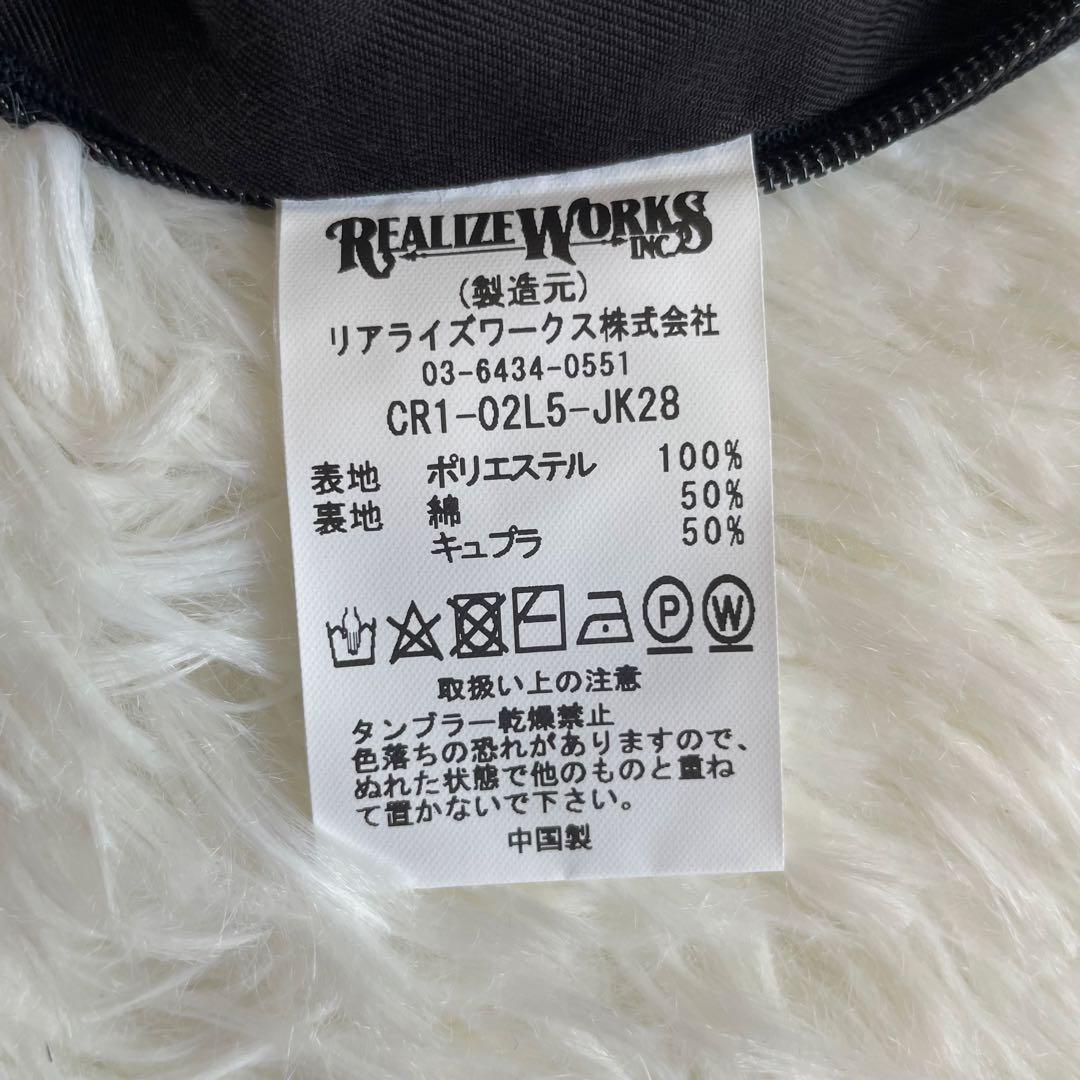 REALIZE WORKS
INC.
(製造元)
リアライズワークス株式会社
03-6434-0551
CR1-02L5-JK28
表地 ポリエステル 100%
裏地 綿 50%
キュプラ 50%
P W
取扱い上の注意
タンブラー乾燥禁止
色落ちの恐れがありますので、
ぬれた状態で他のものと重ね
て置かないで下さい。
中国製